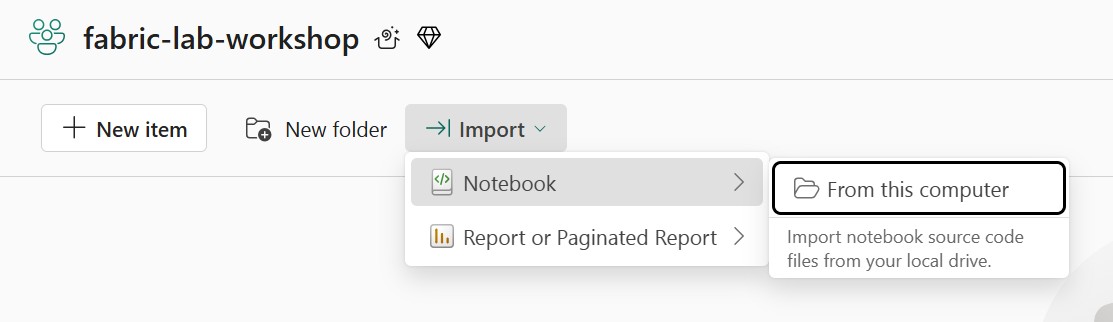 fabric-lab-workshop
New item
New folder
Import
Notebook
From this computer
Report or Paginated Report
Import notebook source code
files from your local drive.